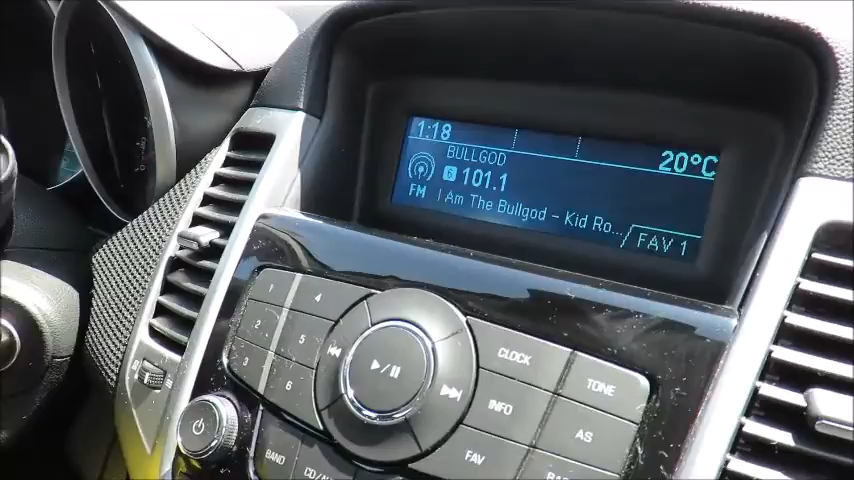 1:18
BULLGOD
20°C
6 101.1
FM I Am The Bullgod - Kid Ro...
FAV 1
1 4
2 5
3 6
CLOCK
TONE
INFO
AS
FAV
BAND